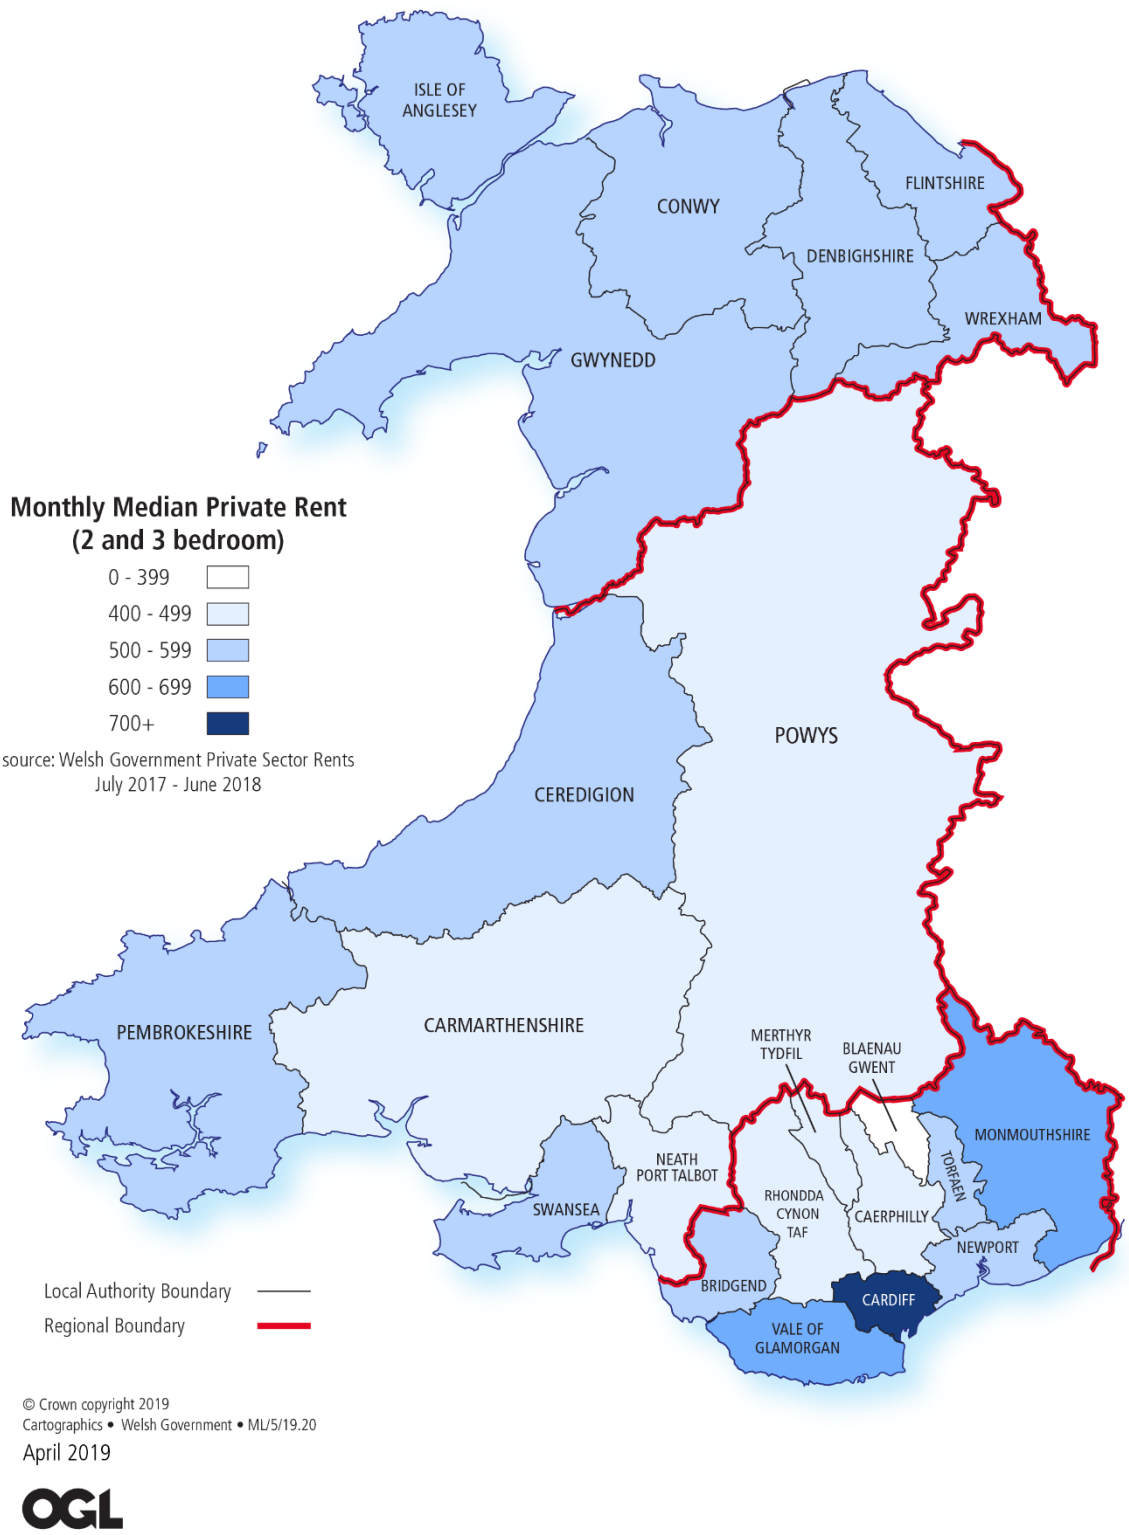 ISLE OF
ANGLESEY
FLINTSHIRE
CONWY
DENBIGHSHIRE
WREXHAM
GWYNEDD
Monthly Median Private Rent
(2 and 3 bedroom)
0 - 399
400 - 499
500 - 599
600 - 699
700+
source: Welsh Government Private Sector Rents
July 2017 - June 2018
POWYS
CEREDIGION
PEMBROKESHIRE
CARMARTHENSHIRE
MERTHYR
TYDFIL
BLAENAU
GWENT
MONMOUTHSHIRE
NEATH
PORT TALBOT
TORFAEN
RHONDDA
CYNON
TAF
SWANSEA
CAERPHILLY
NEWPORT
BRIDGEND
CARDIFF
VALE OF
GLAMORGAN
Local Authority Boundary
Regional Boundary
© Crown copyright 2019
Cartographics • Welsh Government • ML/5/19.20
April 2019
OGL